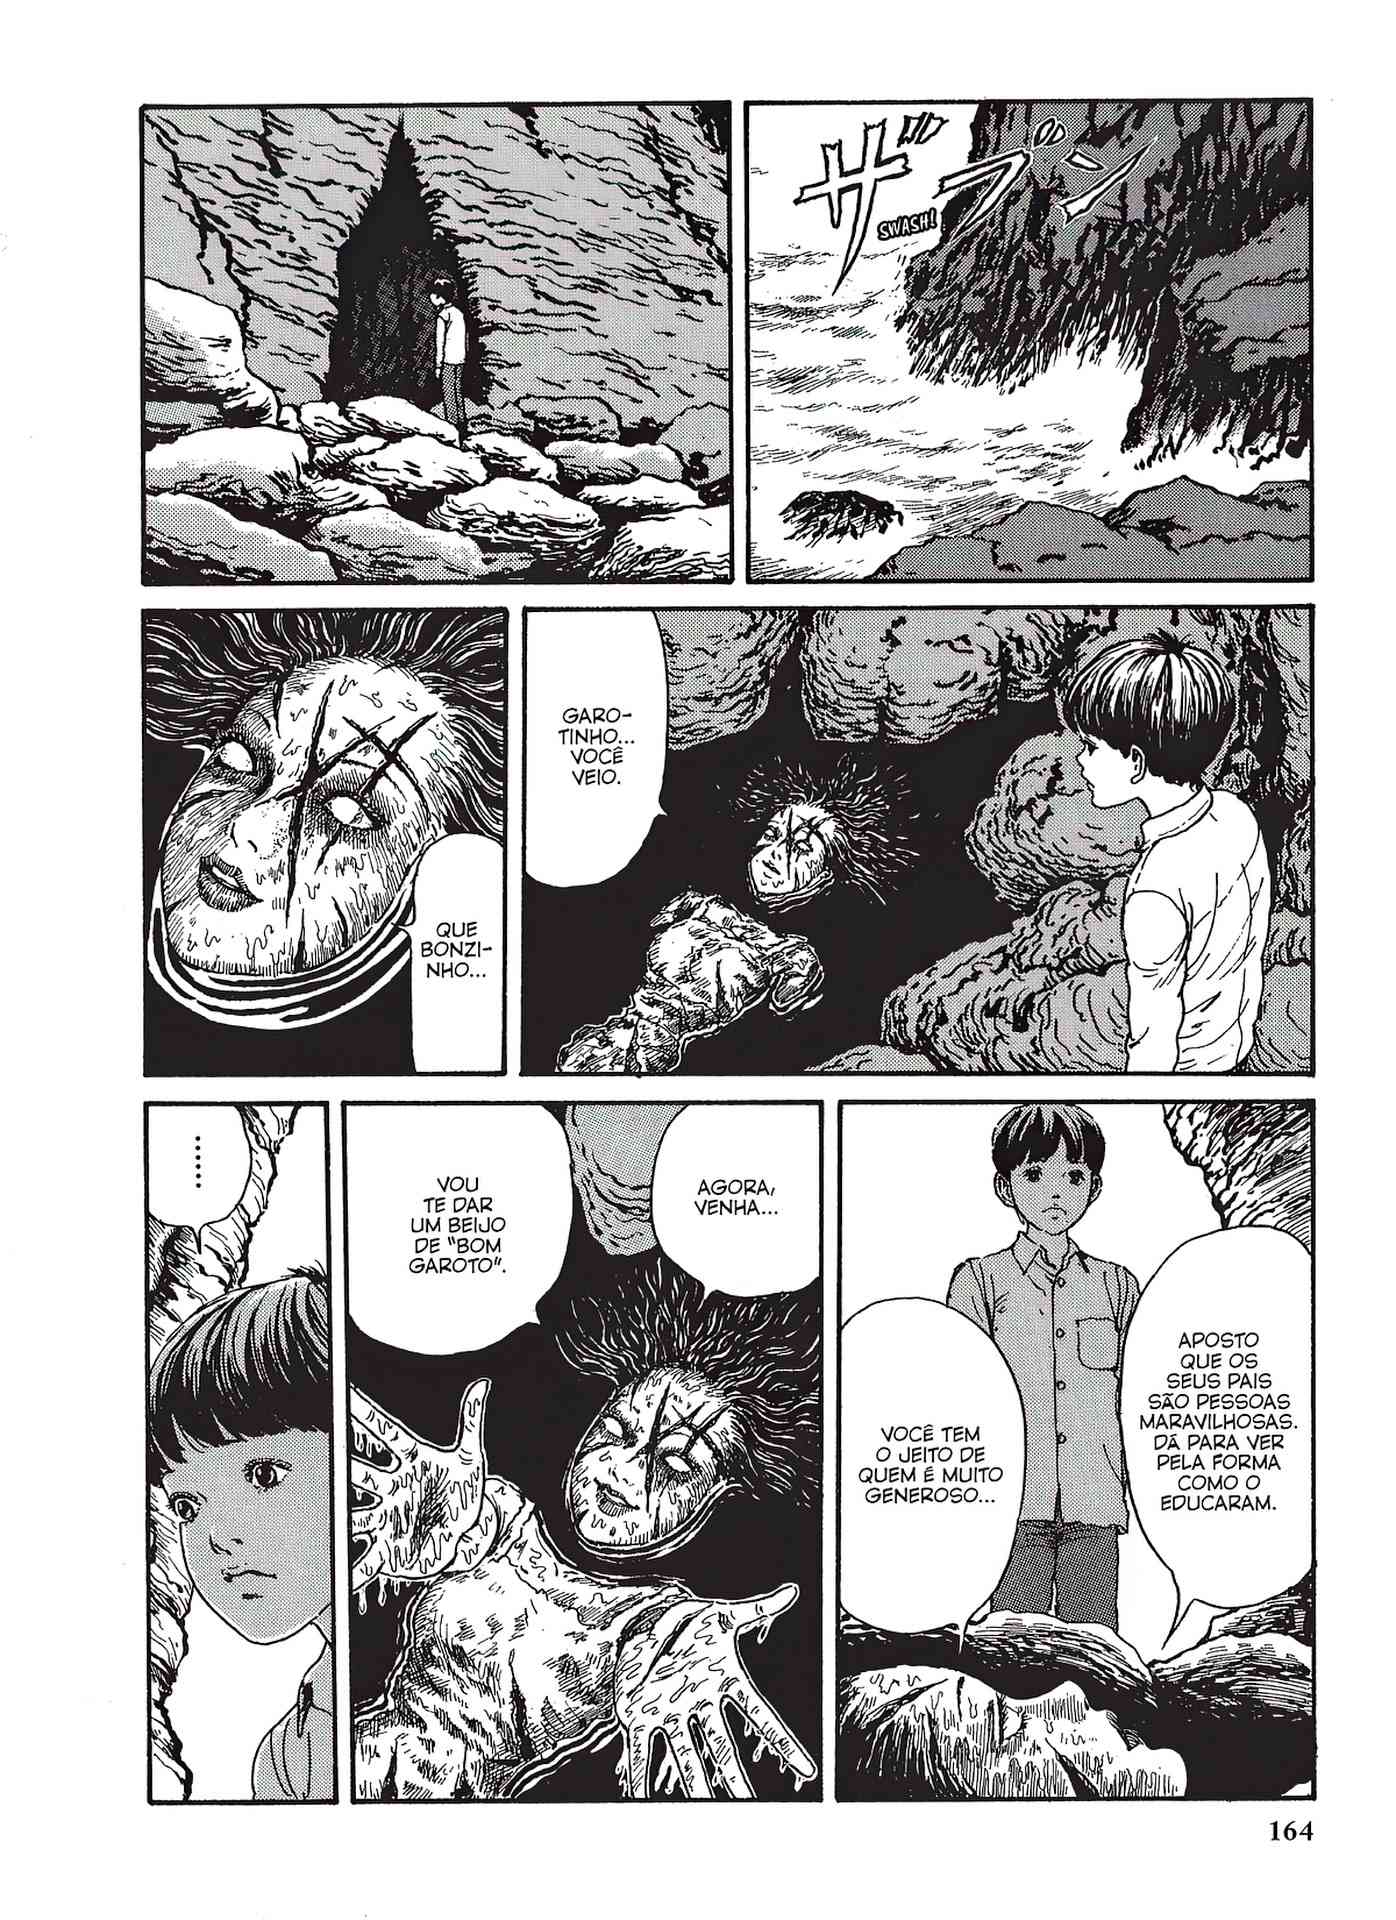 ザブン
SWASH!
GARO-
TINHO...
VOCÊ
VEIO.
QUE
BONZI-
NHO...
APOSTO
QUE OS
SEUS PAIS
SÃO PESSOAS
MARAVILHOSAS.
DÁ PARA VER
PELA FORMA
COMO O
EDUCARAM.
VOCÊ TEM
O JEITO DE
QUEM É MUITO
GENEROSO...
AGORA,
VENHA...
VOU
TE DAR
UM BEIJO
DE "BOM
GAROTO".
......
164